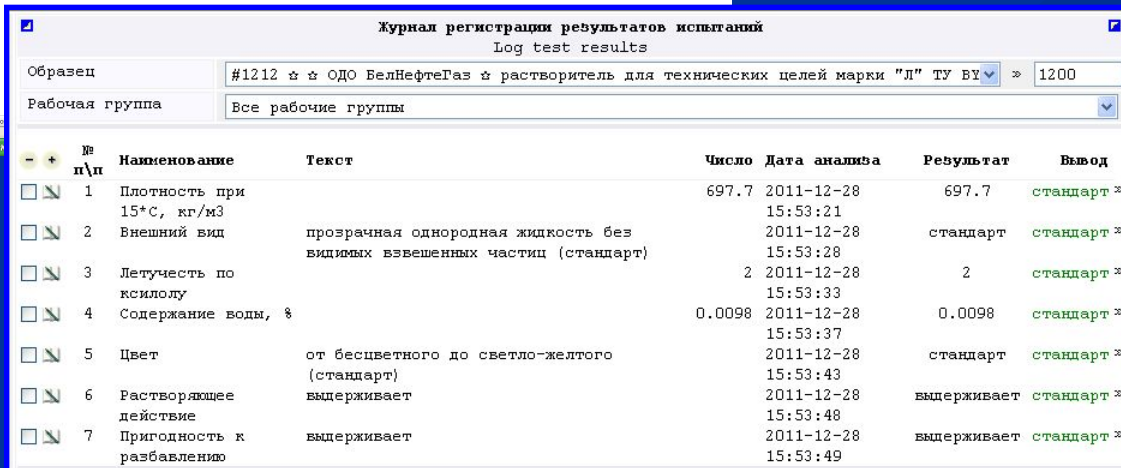 Журнал регистрации результатов испытаний
Log test results
Образец #1212 ☆ ☆ ОДО БелНефтеГаз ☆ растворитель для технических целей марки "Л" ТУ BY » 1200
Рабочая группа Все рабочие группы
№
- + п\п Наименование Текст Число Дата анализа Результат Вывод
1 Плотность при 697.7 2011-12-28 697.7 стандарт »
15*С, кг/м3 15:53:21
2 Внешний вид прозрачная однородная жидкость без 2011-12-28 стандарт стандарт »
видимых взвешенных частиц (стандарт) 15:53:28
3 Летучесть по 2 2011-12-28 2 стандарт »
ксилолу 15:53:33
4 Содержание воды, % 0.0098 2011-12-28 0.0098 стандарт »
15:53:37
5 Цвет от бесцветного до светло-желтого 2011-12-28 стандарт стандарт »
(стандарт) 15:53:43
6 Растворяющее выдерживает 2011-12-28 выдерживает стандарт »
действие 15:53:48
7 Пригодность к выдерживает 2011-12-28 выдерживает стандарт »
разбавлению 15:53:49